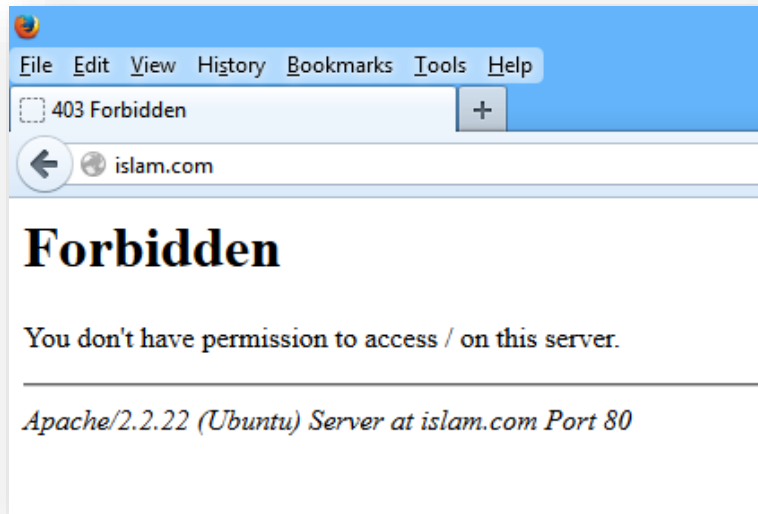 File Edit View History Bookmarks Tools Help
403 Forbidden +
islam.com
Forbidden
You don't have permission to access / on this server.
Apache/2.2.22 (Ubuntu) Server at islam.com Port 80